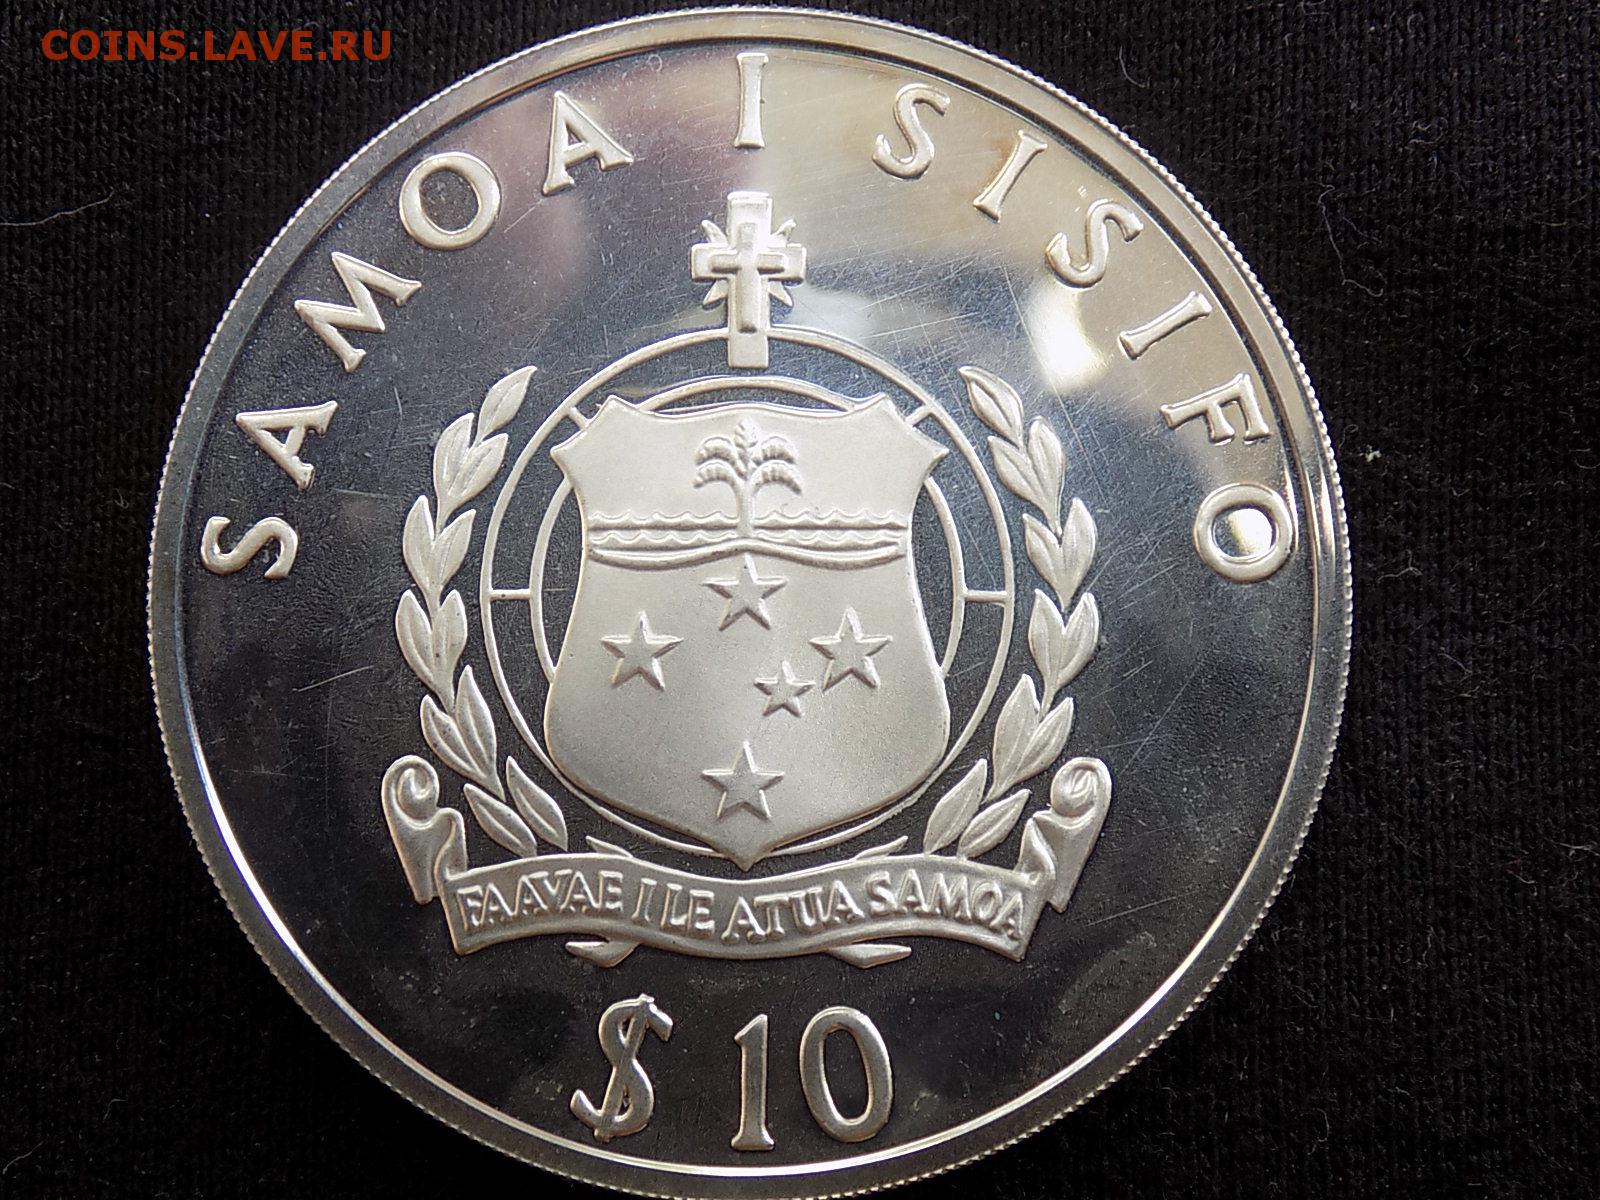 COINS.LAVE.RU
SAMOA I SISIFO
FAAVAE I LE ATUA SAMOA
$10